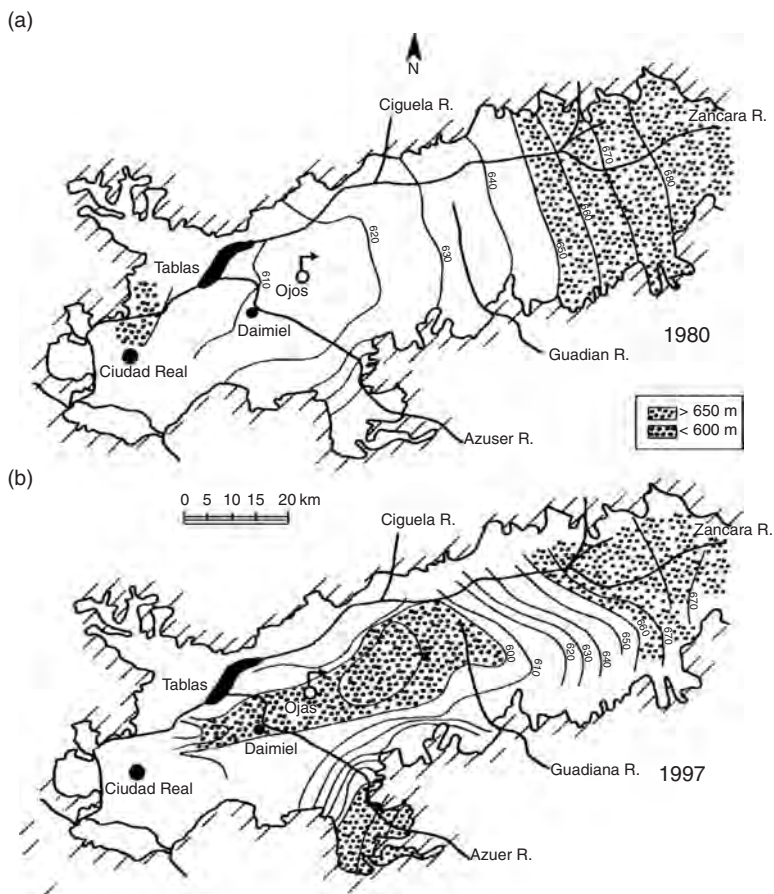 (a)
N
Ciguela R.
Zancara R.
670
680
640
660
650
620
630
Tablas
610
Ojos
Daimiel
1980
Ciudad Real
Guadian R.
> 650 m
< 600 m
Azuser R.
(b)
0 5 10 15 20 km
Ciguela R.
Zancara R.
670
660
670
650
640
630
620
610
600
Tablas
Ojas
Daimiel
Ciudad Real
Guadiana R.
1997
Azuer R.